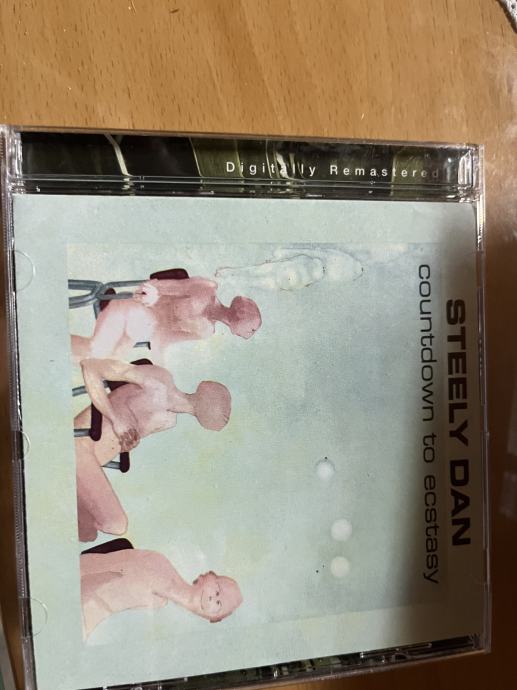 Digitally Remastered
STEELY DAN
countdown to ecstasy